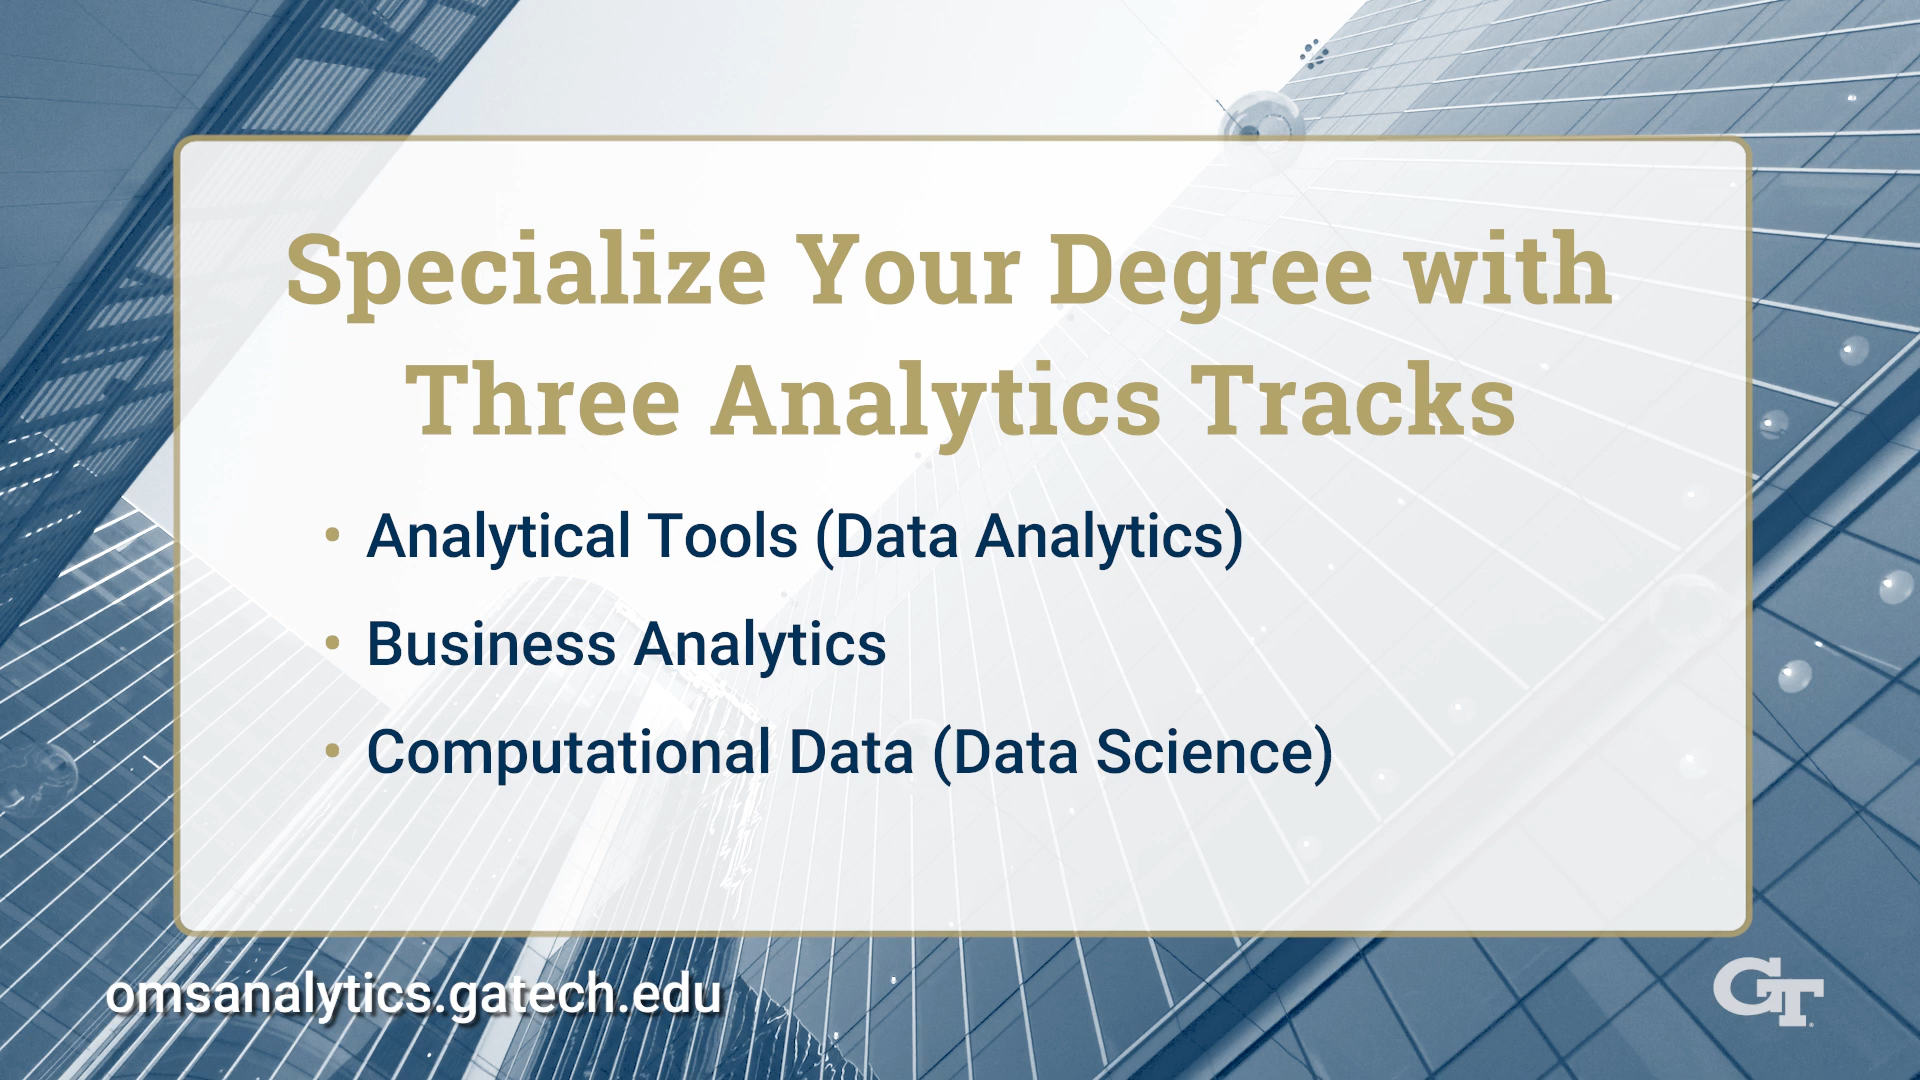 Specialize Your Degree with
Three Analytics Tracks
• Analytical Tools (Data Analytics)
• Business Analytics
• Computational Data (Data Science)
omsanalytics.gatech.edu
GT